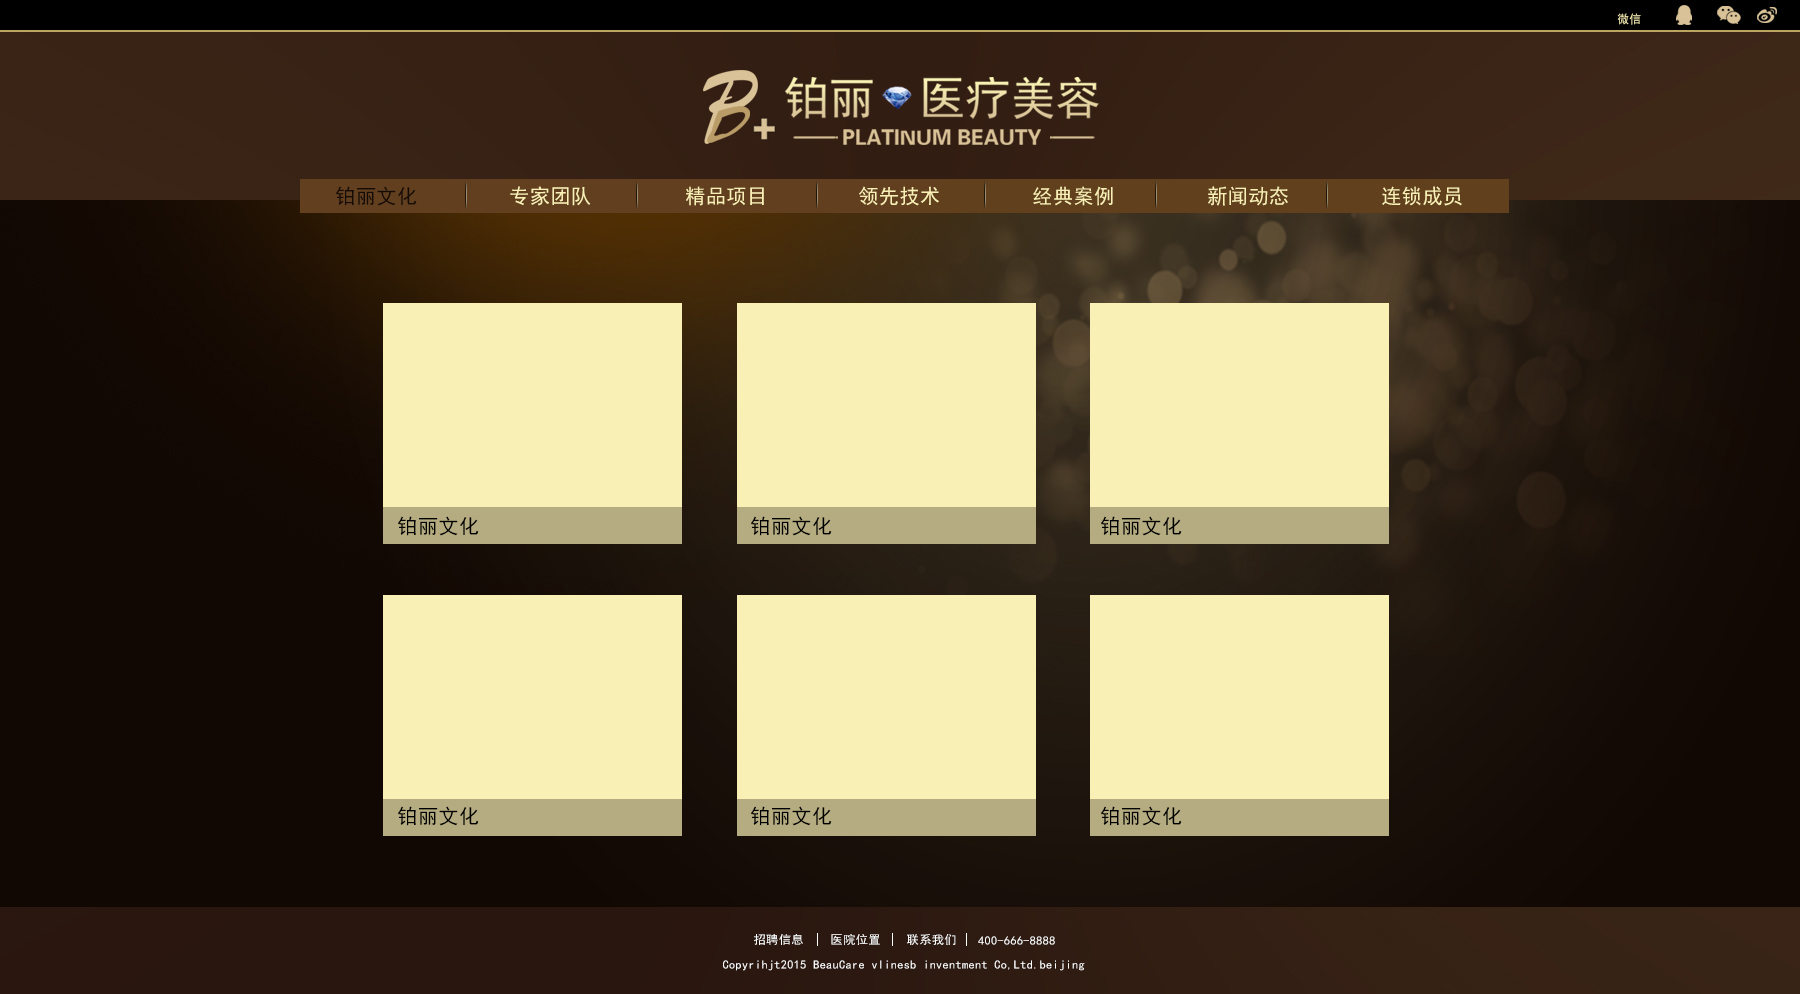 微信
B+ 铂丽 医疗美容
PLATINUM BEAUTY
铂丽文化 专家团队 精品项目 领先技术 经典案例 新闻动态 连锁成员
铂丽文化 铂丽文化 铂丽文化
铂丽文化 铂丽文化 铂丽文化
招聘信息 | 医院位置 | 联系我们 | 400-666-8888
Copyrihjt2015 BeauCare vlinesb inventment Co,Ltd.beijing